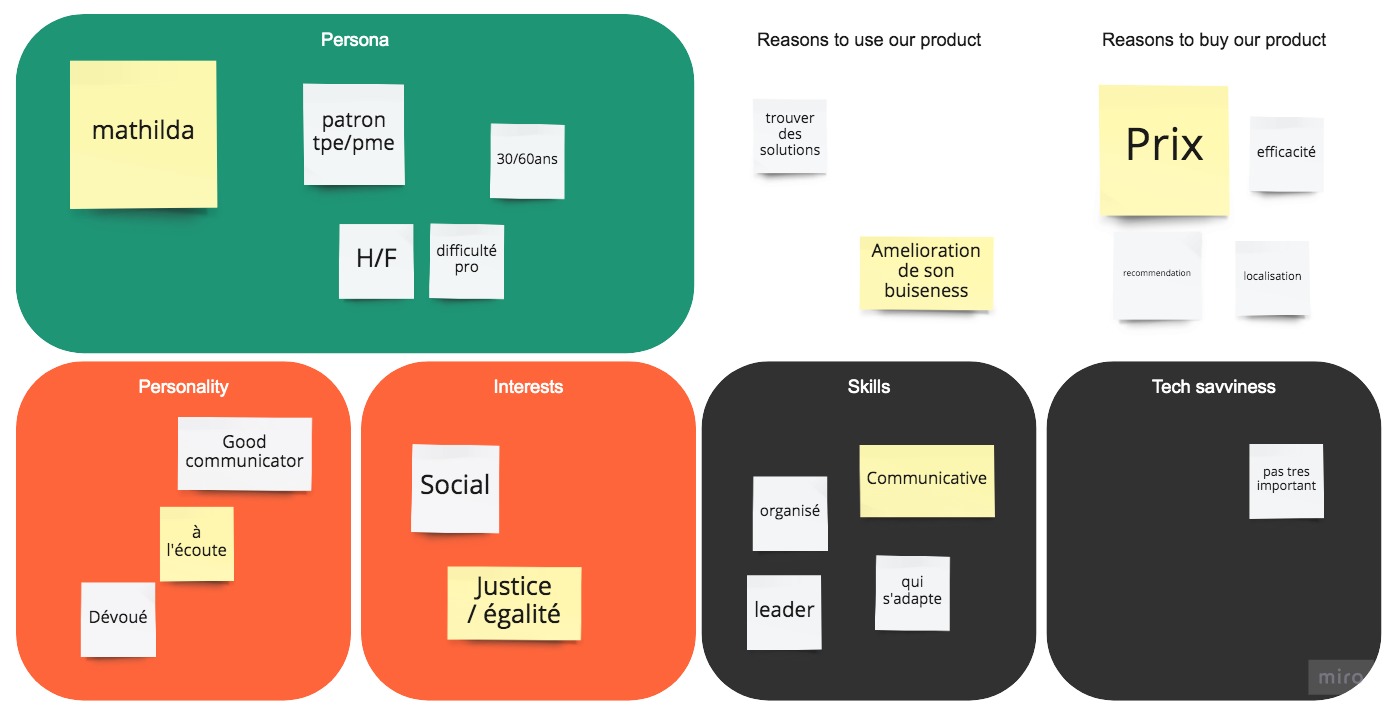 Persona
mathilda
patron
tpe/pme
30/60ans
H/F
difficulté
pro
Reasons to use our product
trouver
des
solutions
Amelioration
de son
buiseness
Reasons to buy our product
Prix
efficacité
recommendation
localisation
Personality
Good
communicator
à
l'écoute
Dévoué
Interests
Social
Justice
/ égalité
Skills
Communicative
organisé
qui
s'adapte
leader
Tech savviness
pas tres
important
miro